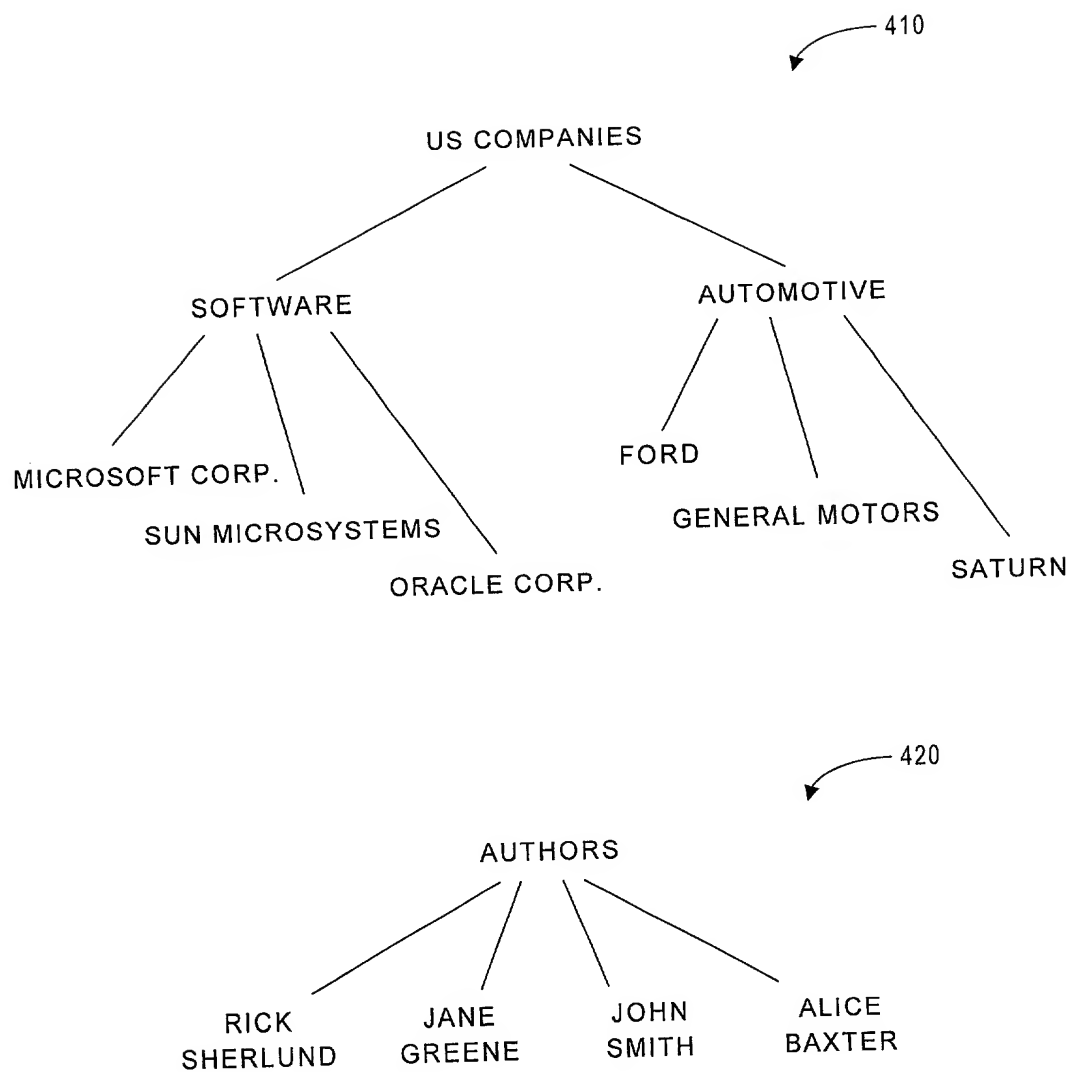 410
US COMPANIES
SOFTWARE
AUTOMOTIVE
MICROSOFT CORP.
SUN MICROSYSTEMS
ORACLE CORP.
FORD
GENERAL MOTORS
SATURN
420
AUTHORS
RICK
SHERLUND
JANE
GREENE
JOHN
SMITH
ALICE
BAXTER